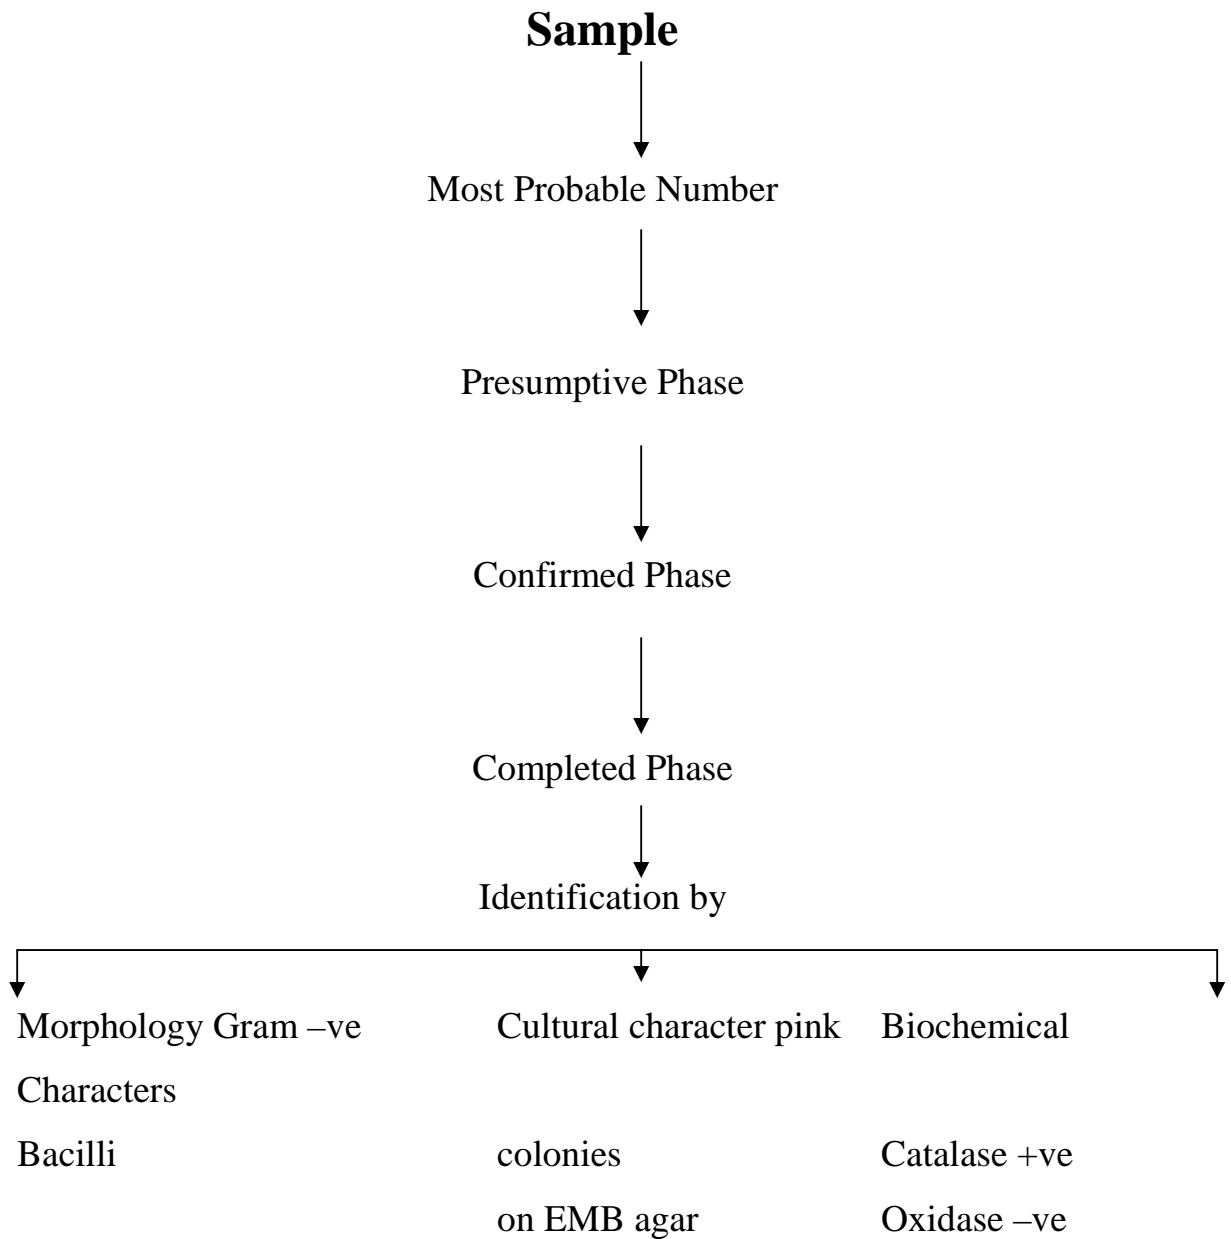 Sample
Most Probable Number
Presumptive Phase
Confirmed Phase
Completed Phase
Identification by
Morphology Gram –ve Cultural character pink Biochemical
Characters
Bacilli colonies Catalase +ve
on EMB agar Oxidase –ve